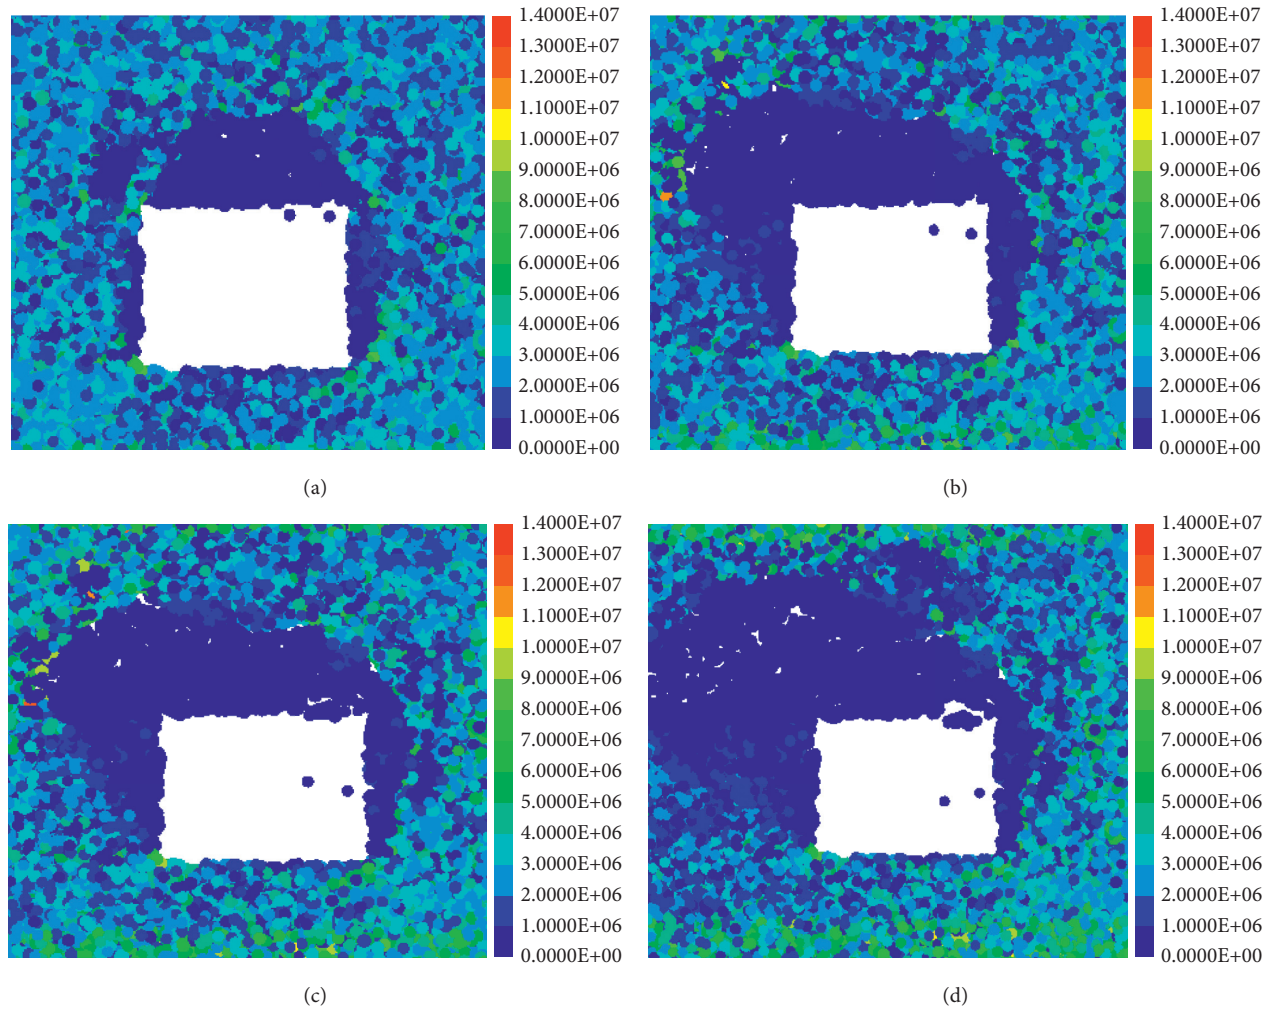 1.4000E+07
1.3000E+07
1.2000E+07
1.1000E+07
1.0000E+07
9.0000E+06
8.0000E+06
7.0000E+06
6.0000E+06
5.0000E+06
4.0000E+06
3.0000E+06
2.0000E+06
1.0000E+06
0.0000E+00
(a)
1.4000E+07
1.3000E+07
1.2000E+07
1.1000E+07
1.0000E+07
9.0000E+06
8.0000E+06
7.0000E+06
6.0000E+06
5.0000E+06
4.0000E+06
3.0000E+06
2.0000E+06
1.0000E+06
0.0000E+00
(b)
1.4000E+07
1.3000E+07
1.2000E+07
1.1000E+07
1.0000E+07
9.0000E+06
8.0000E+06
7.0000E+06
6.0000E+06
5.0000E+06
4.0000E+06
3.0000E+06
2.0000E+06
1.0000E+06
0.0000E+00
(c)
1.4000E+07
1.3000E+07
1.2000E+07
1.1000E+07
1.0000E+07
9.0000E+06
8.0000E+06
7.0000E+06
6.0000E+06
5.0000E+06
4.0000E+06
3.0000E+06
2.0000E+06
1.0000E+06
0.0000E+00
(d)